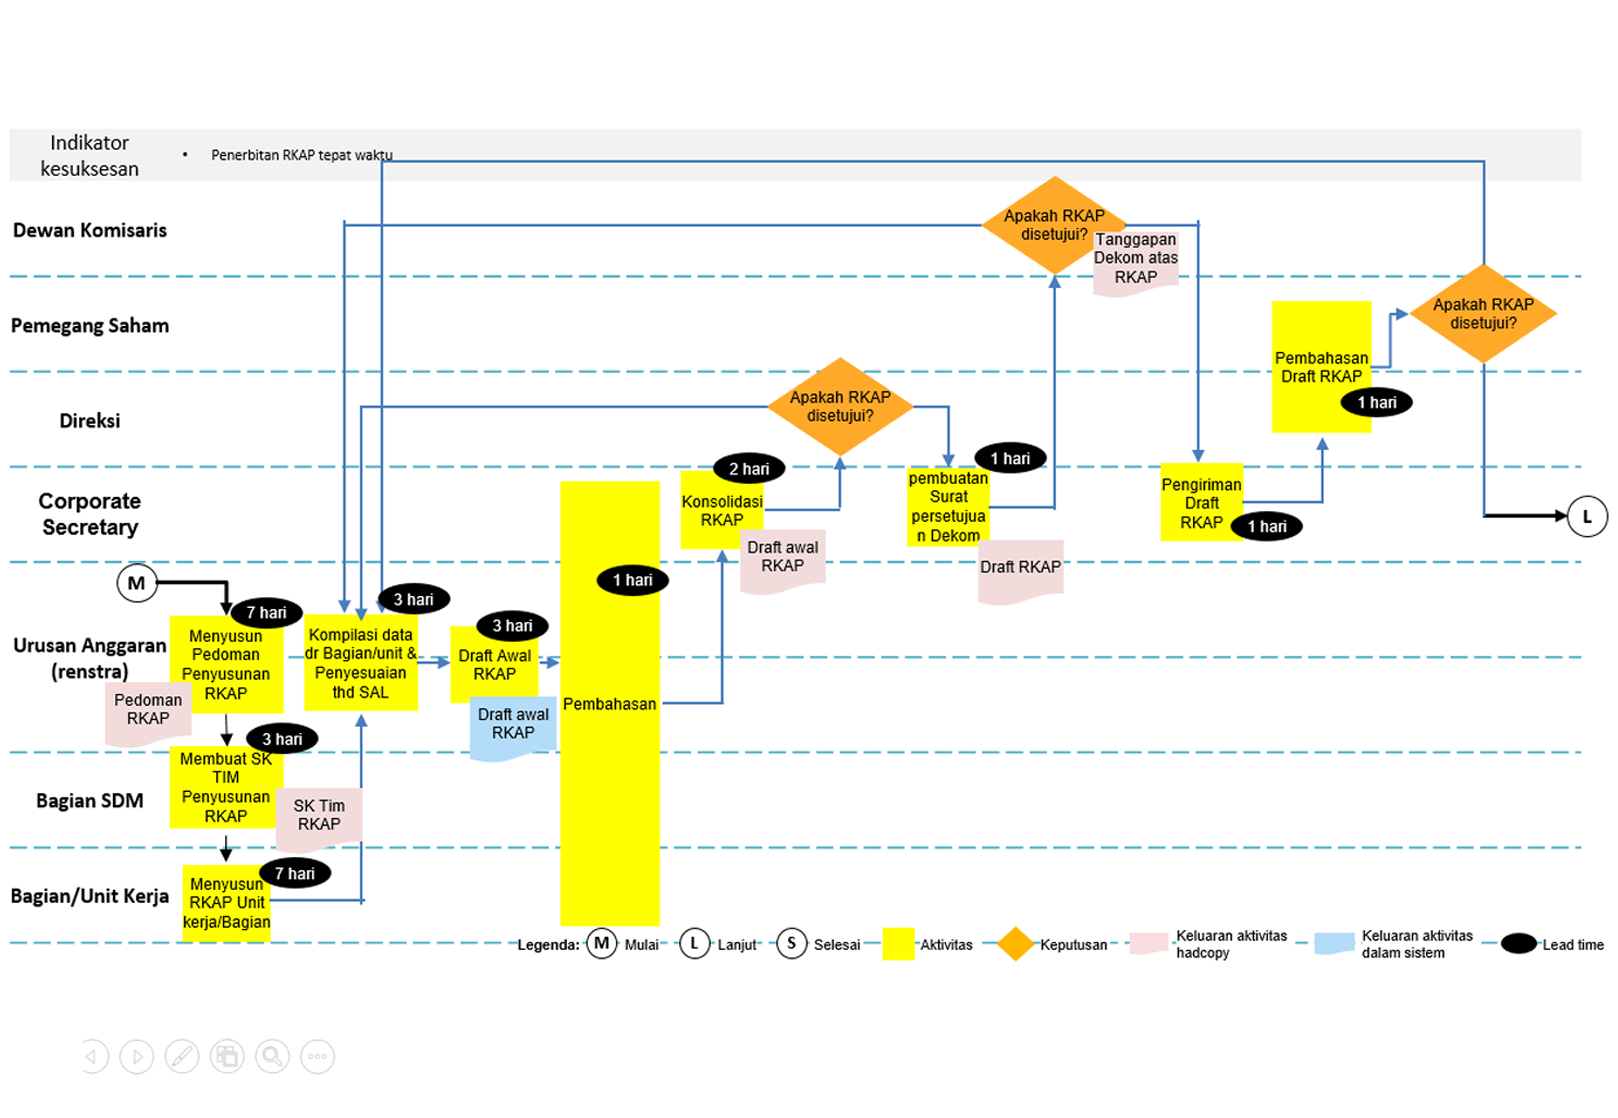 Indikator
kesuksesan
• Penerbitan RKAP tepat waktu
Dewan Komisaris
Apakah RKAP
disetujui?
Tanggapan
Dekom atas
RKAP
Pemegang Saham
Apakah RKAP
disetujui?
Pembahasan
Draft RKAP
1 hari
Direksi
Apakah RKAP
disetujui?
Corporate
Secretary
2 hari
Konsolidasi
RKAP
Draft awal
RKAP
1 hari
pembuatan
Surat
persetujua
n Dekom
Draft RKAP
Pengiriman
Draft
RKAP
1 hari
L
M
Urusan Anggaran
(renstra)
7 hari
Menyusun
Pedoman
Penyusunan
RKAP
Pedoman
RKAP
3 hari
Kompilasi data
dr Bagian/unit &
Penyesuaian
thd SAL
3 hari
Draft Awal
RKAP
Draft awal
RKAP
1 hari
Pembahasan
Bagian SDM
3 hari
Membuat SK
TIM
Penyusunan
RKAP
SK Tim
RKAP
Bagian/Unit Kerja
7 hari
Menyusun
RKAP Unit
kerja/Bagian
Legenda:
M Mulai
L Lanjut
S Selesai
Aktivitas
Keputusan
Keluaran aktivitas
hadcopy
Keluaran aktivitas
dalam sistem
Lead time